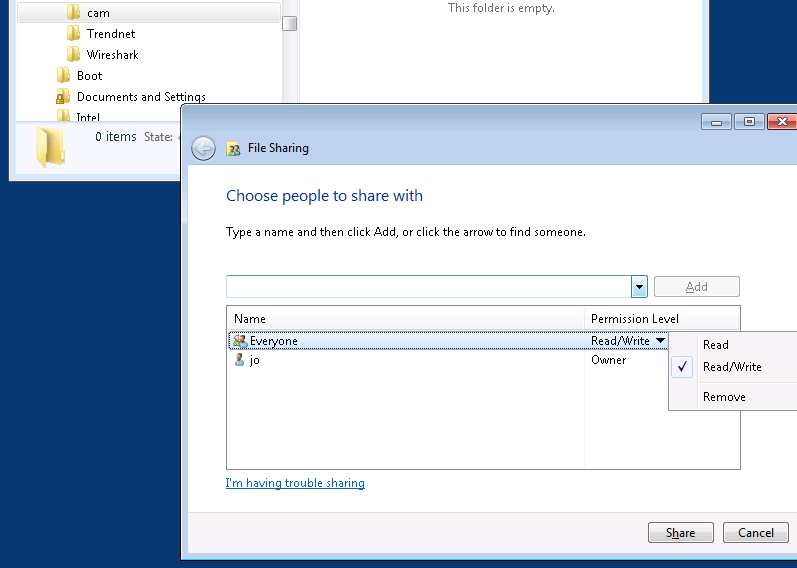 cam
This folder is empty.
Trendnet
Wireshark
Boot
Documents and Settings
Intel
0 items State:
File Sharing
Choose people to share with
Type a name and then click Add, or click the arrow to find someone.
Add
Name Permission Level
Everyone Read/Write
jo Owner
Read
Read/Write
Remove
I'm having trouble sharing
Share Cancel